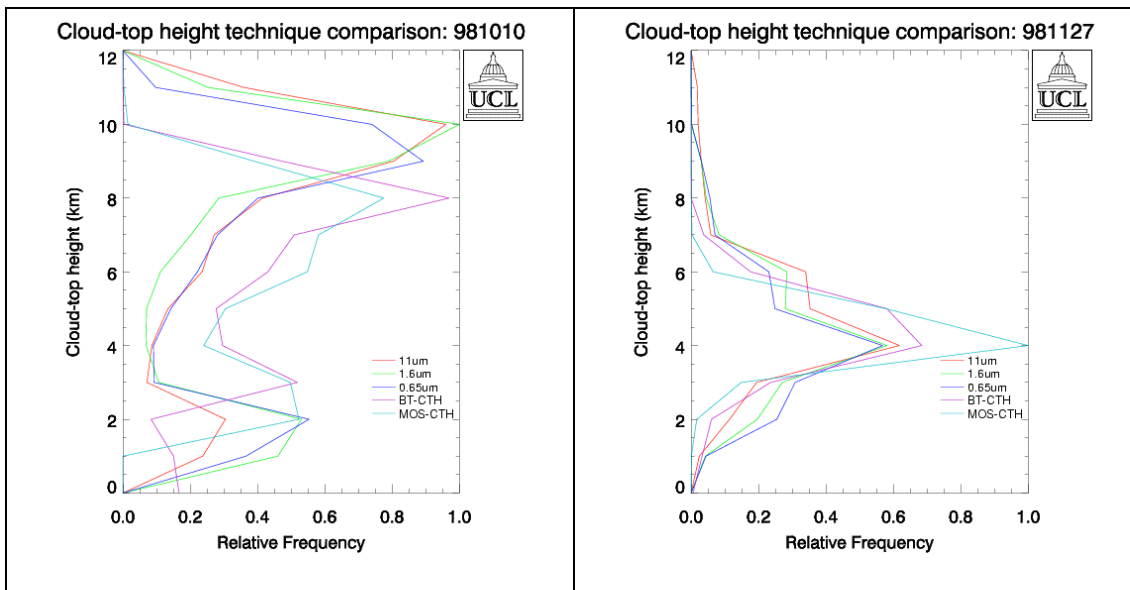 Cloud-top height technique comparison: 981010
12
10
8
6
4
2
0
Cloud-top height (km)
UCL
11um
1.6um
0.65um
BT-CTH
MOS-CTH
0.0 0.2 0.4 0.6 0.8 1.0
Relative Frequency
Cloud-top height technique comparison: 981127
12
10
8
6
4
2
0
Cloud-top height (km)
UCL
11um
1.6um
0.65um
BT-CTH
MOS-CTH
0.0 0.2 0.4 0.6 0.8 1.0
Relative Frequency